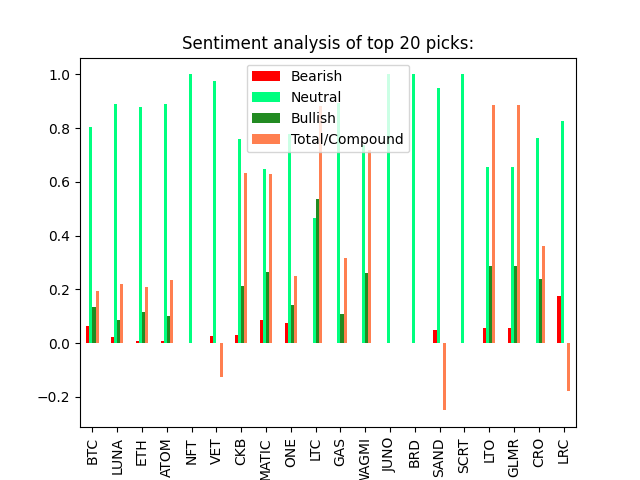 Sentiment analysis of top 20 picks:
Bearish
Neutral
Bullish
Total/Compound
1.0
0.8
0.6
0.4
0.2
0.0
−0.2
BTC
LUNA
ETH
ATOM
NFT
VET
CKB
MATIC
ONE
LTC
GAS
WAGMI
JUNO
BRD
SAND
SCRT
LTO
GLMR
CRO
LRC